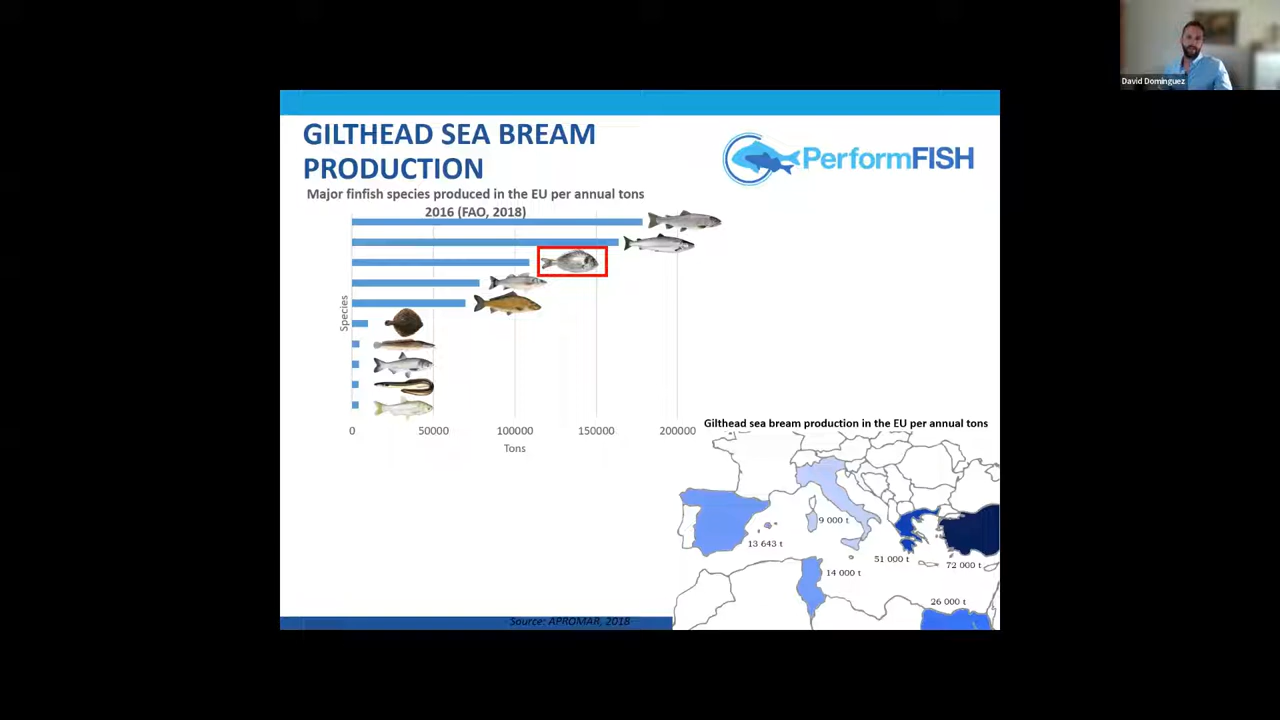 David Dominguez
GILTHEAD SEA BREAM
PRODUCTION
PerformFISH
Major finfish species produced in the EU per annual tons
2016 (FAO, 2018)
Species
0 50000 100000 150000 200000
Tons
Gilthead sea bream production in the EU per annual tons
9 000 t
13 643 t
51 000 t
72 000 t
14 000 t
26 000 t
Source: APROMAR, 2018